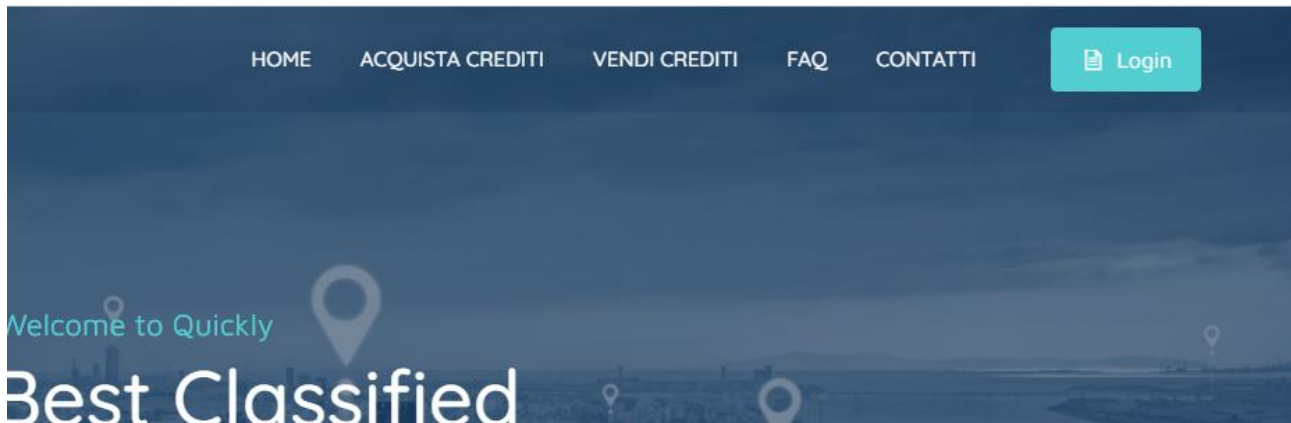 HOME ACQUISTA CREDITI VENDI CREDITI FAQ CONTATTI Login
Welcome to Quickly
Best Classified